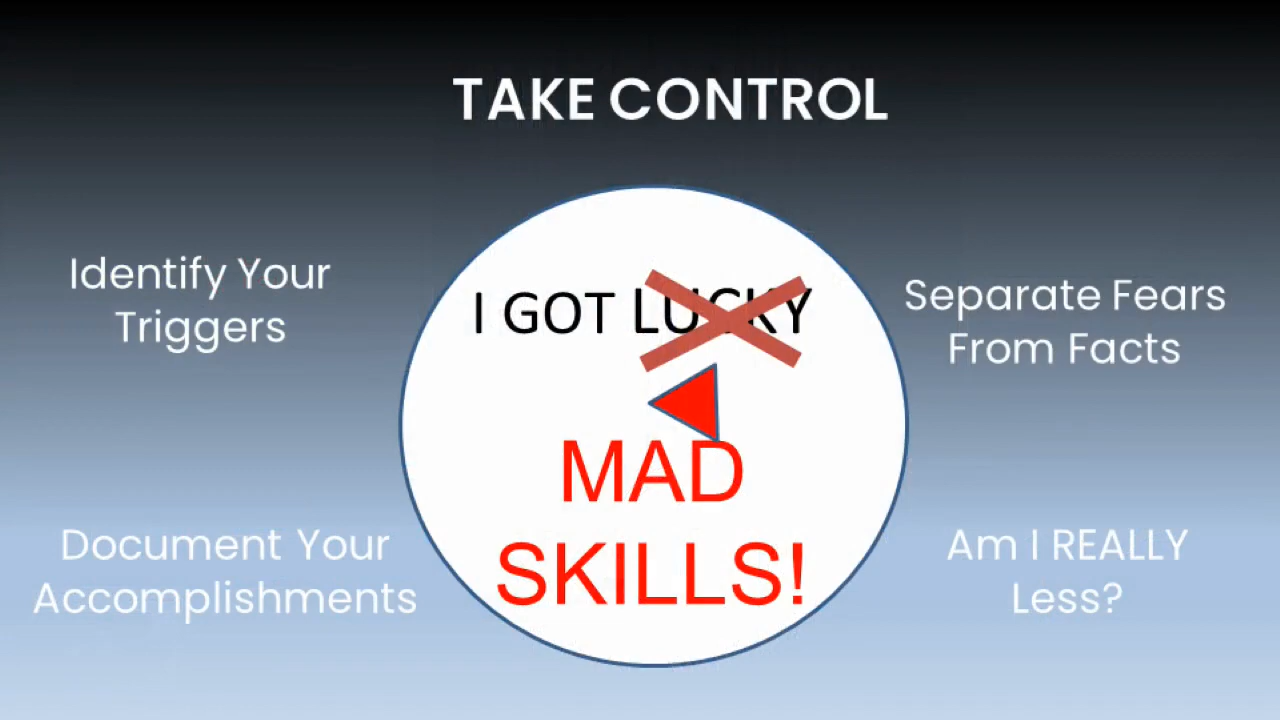 TAKE CONTROL
Identify Your
Triggers
Separate Fears
From Facts
I GOT LUCKY
MAD
SKILLS!
Document Your
Accomplishments
Am I REALLY
Less?